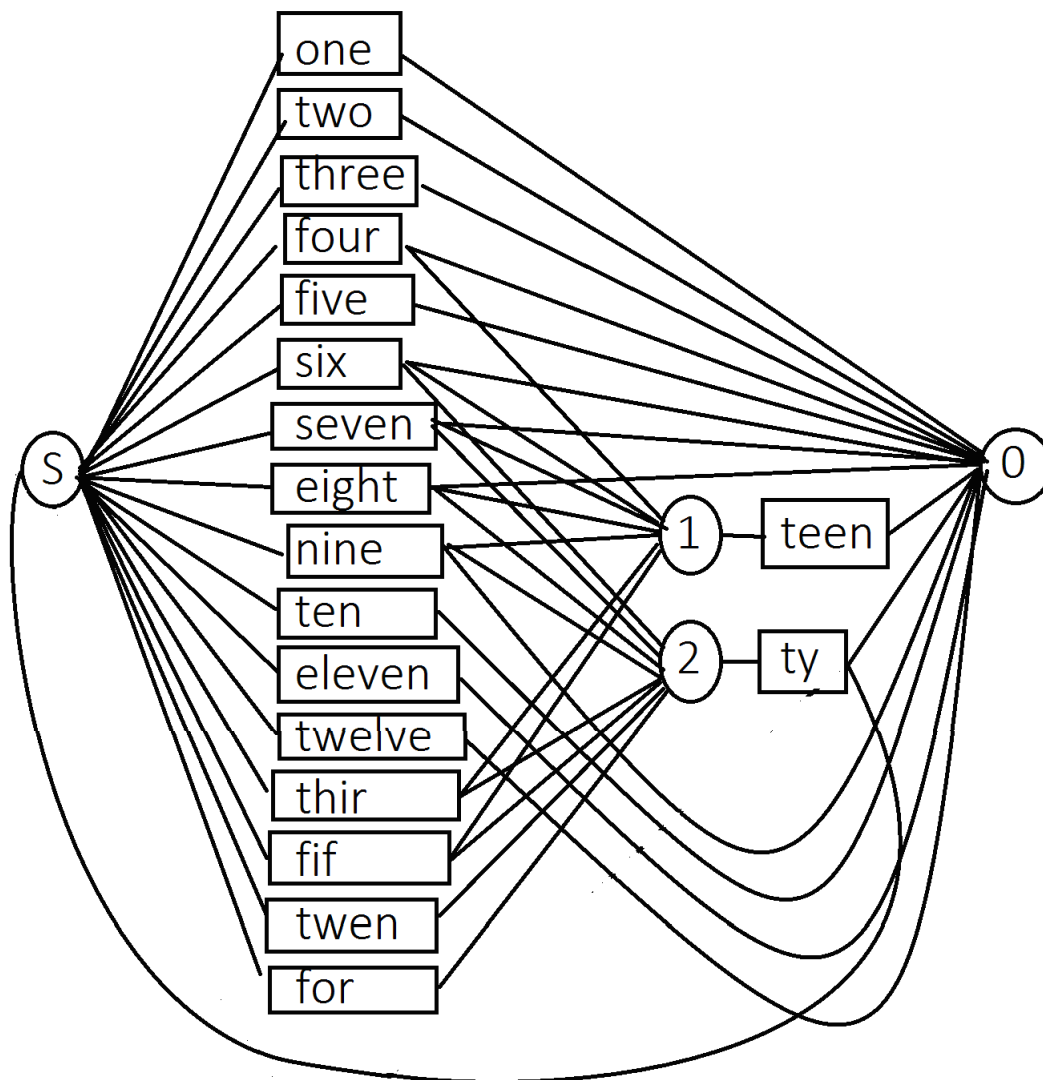 one
two
three
four
five
six
seven
S
0
eight
1
teen
nine
ten
2
ty
eleven
twelve
thir
fif
twen
for